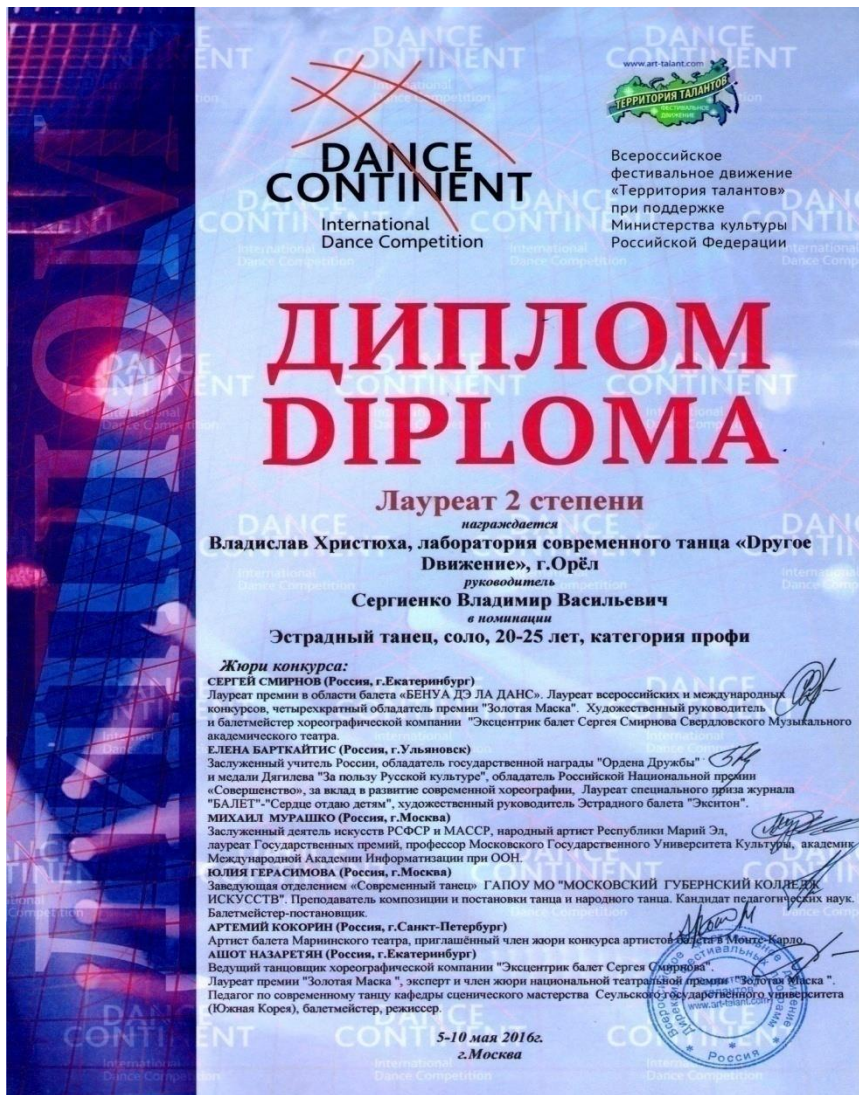 www.art-talant.com
ТЕРРИТОРИЯ ТАЛАНТОВ
ФЕСТИВАЛЬНОЕ
ДВИЖЕНИЕ
DANCE
CONTINENT
International
Dance Competition
Всероссийское
фестивальное движение
«Территория талантов»
при поддержке
Министерства культуры
Российской Федерации
ДИПЛОМ
DIPLOMA
Лауреат 2 степени
награждается
Владислав Христюха, лаборатория современного танца «Dругое
Dвижение», г.Орёл
руководитель
Сергиенко Владимир Васильевич
в номинации
Эстрадный танец, соло, 20-25 лет, категория профи
Жюри конкурса:
СЕРГЕЙ СМИРНОВ (Россия, г.Екатеринбург)
Лауреат премии в области балета «БЕНУА ДЭ ЛА ДАНС». Лауреат всероссийских и международных
конкурсов, четырехкратный обладатель премии "Золотая Маска". Художественный руководитель
и балетмейстер хореографической компании "Эксцентрик балет Сергея Смирнова Свердловского Музыкального
академического театра.
ЕЛЕНА БАРТКАЙТИС (Россия, г.Ульяновск)
Заслуженный учитель России, обладатель государственной награды "Ордена Дружбы"
и медали Дягилева "За пользу Русской культуре", обладатель Российской Национальной премии
«Совершенство», за вклад в развитие современной хореографии, Лауреат специального приза журнала
"БАЛЕТ"-"Сердце отдаю детям", художественный руководитель Эстрадного балета "Экситон".
МИХАИЛ МУРАШКО (Россия, г.Москва)
Заслуженный деятель искусств РСФСР и МАССР, народный артист Республики Марий Эл,
лауреат Государственных премий, профессор Московского Государственного Университета Культуры, академик
Международной Академии Информатизации при ООН.
ЮЛИЯ ГЕРАСИМОВА (Россия, г.Москва)
Заведующая отделением «Современный танец» ГАПОУ МО "МОСКОВСКИЙ ГУБЕРНСКИЙ КОЛЛЕДЖ
ИСКУССТВ". Преподаватель композиции и постановки танца и народного танца. Кандидат педагогических наук.
Балетмейстер-постановщик.
АРТЕМИЙ КОКОРИН (Россия, г.Санкт-Петербург)
Артист балета Мариинского театра, приглашённый член жюри конкурса артистов балета в Монте-Карло.
АШОТ НАЗАРЕТЯН (Россия, г.Екатеринбург)
Ведущий танцовщик хореографической компании "Эксцентрик балет Сергея Смирнова".
Лауреат премии "Золотая Маска ", эксперт и член жюри национальной театральной премии "Золотая Маска ".
Педагог по современному танцу кафедры сценического мастерства Сеульского государственного университета
(Южная Корея), балетмейстер, режиссер.
5-10 мая 2016г.
г.Москва
www.art-talant.com
Россия